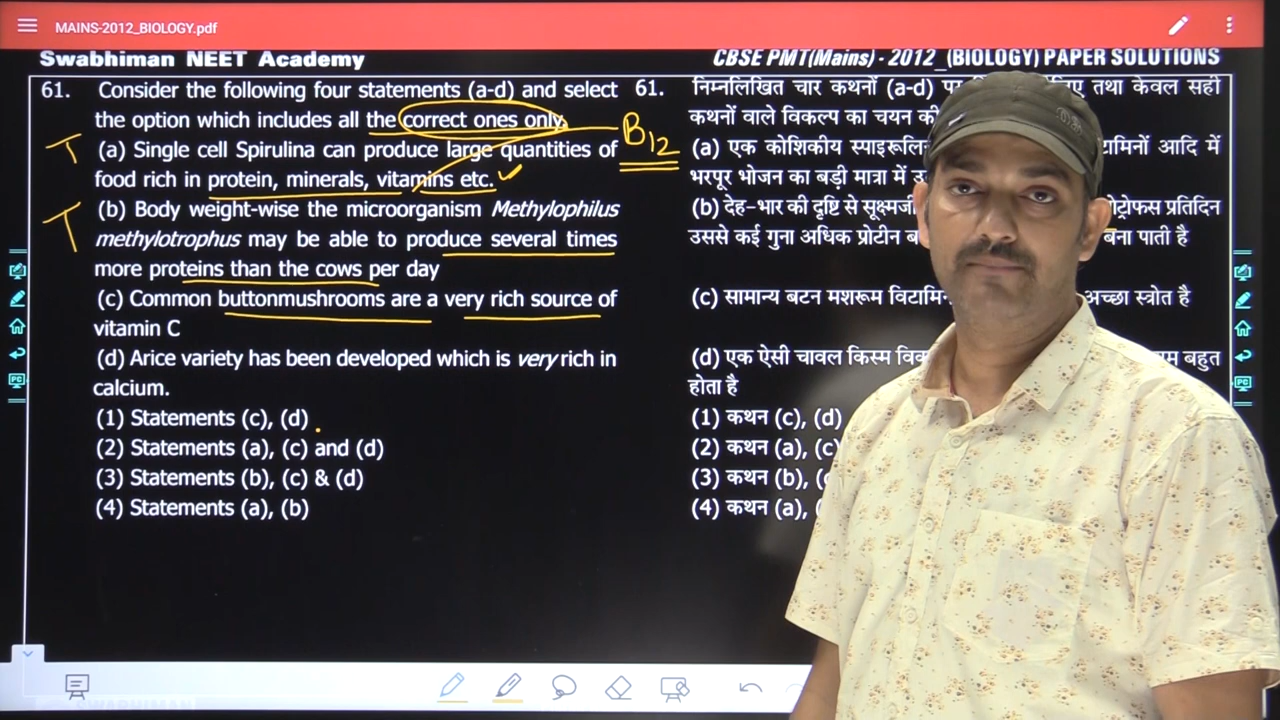 MAINS-2012_BIOLOGY.pdf
Swabhiman NEET Academy
CBSE PMT(Mains) - 2012_(BIOLOGY) PAPER SOLUTIONS
61. Consider the following four statements (a-d) and select
the option which includes all the correct ones only.
T (a) Single cell Spirulina can produce large quantities of
food rich in protein, minerals, vitamins etc.
B12
T (b) Body weight-wise the microorganism Methylophilus
methylotrophus may be able to produce several times
more proteins than the cows per day
(c) Common buttonmushrooms are a very rich source of
vitamin C
(d) Arice variety has been developed which is very rich in
calcium.
(1) Statements (c), (d)
(2) Statements (a), (c) and (d)
(3) Statements (b), (c) & (d)
(4) Statements (a), (b)
61. निम्नलिखित चार कथनों (a-d) तथा केवल सही
कथनों वाले विकल्प का चयन
(a) एक कोशिकीय में
भरपूर भोजन का बड़ी मात्रा में
(b) देह-भार की दृष्टि से प्रतिदिन
उससे कई गुना अधिक प्रोटीन बना पाती है
(c) सामान्य बटन मशरूम अच्छा स्त्रोत है
(d) एक ऐसी चावल किस्म बहुत
होता है
(1) कथन (c), (d)
(2) कथन (a), (c)
(3) कथन (b),
(4) कथन (a),